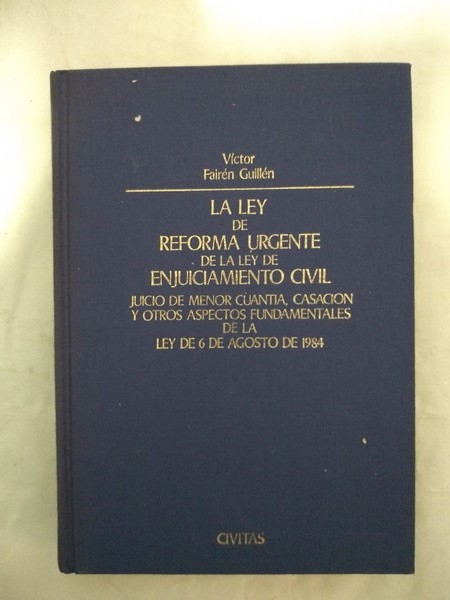 Víctor
Fairén Guillén
LA LEY
DE
REFORMA URGENTE
DE LA LEY DE
ENJUICIAMIENTO CIVIL
JUICIO DE MENOR CUANTIA, CASACION
Y OTROS ASPECTOS FUNDAMENTALES
DE LA
LEY DE 6 DE AGOSTO DE 1984
CIVITAS